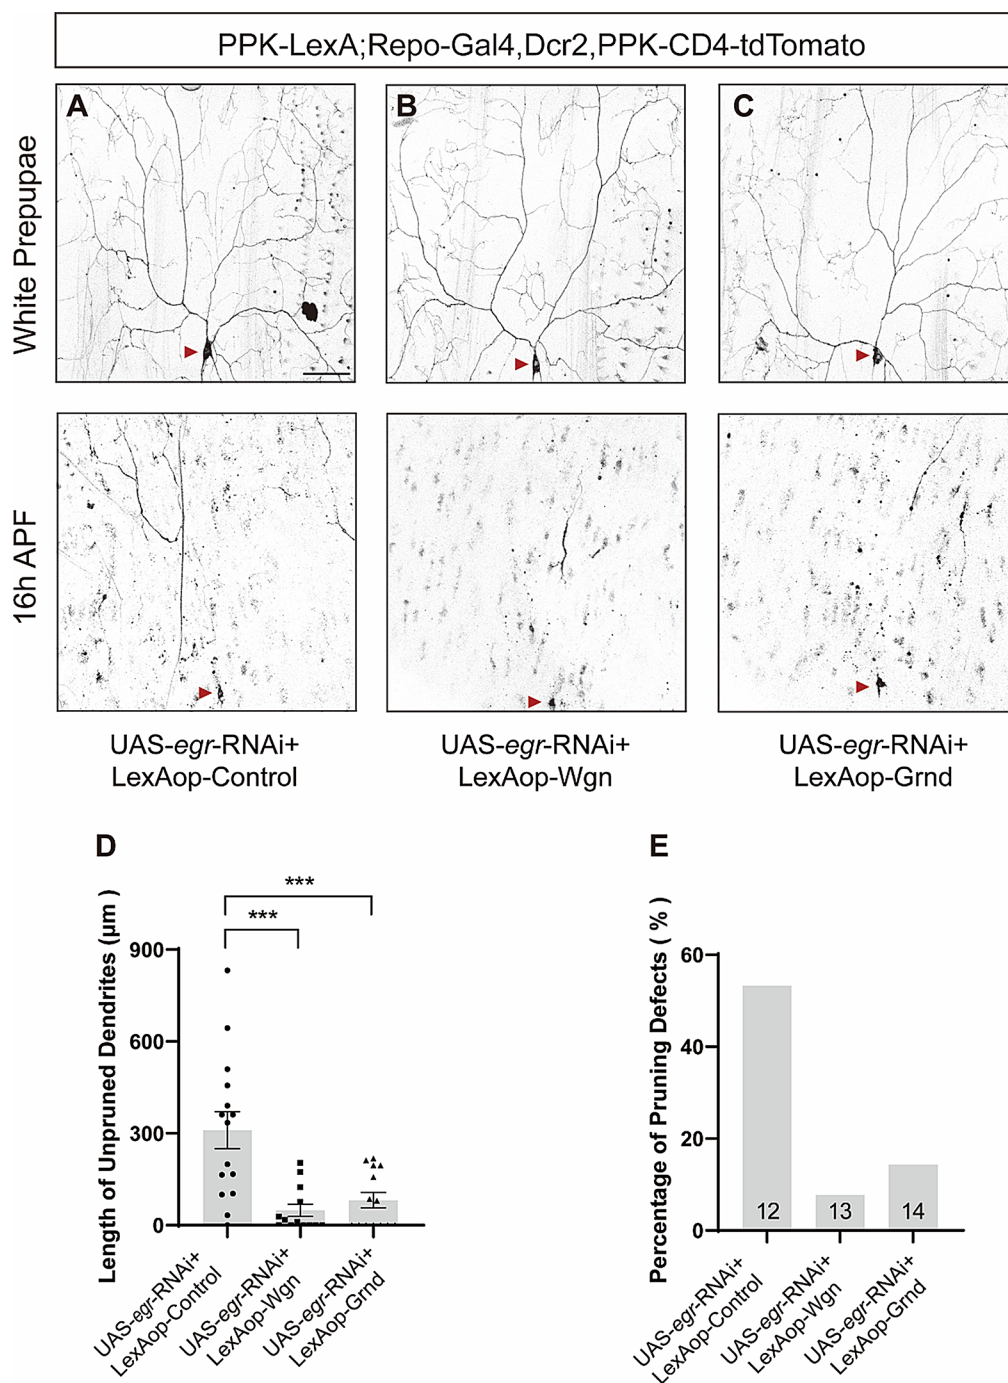 PPK-LexA;Repo-Gal4,Dcr2,PPK-CD4-tdTomato
White Prepupae
A
B
C
16h APF
UAS-egr-RNAi+
LexAop-Control
UAS-egr-RNAi+
LexAop-Wgn
UAS-egr-RNAi+
LexAop-Grnd
D
Length of Unpruned Dendrites (μm )
900
600
300
0
***
***
UAS-egr-RNAi+
LexAop-Control
UAS-egr-RNAi+
LexAop-Wgn
UAS-egr-RNAi+
LexAop-Grnd
E
Percentage of Pruning Defects ( % )
60
40
20
0
12
13
14
UAS-egr-RNAi+
LexAop-Control
UAS-egr-RNAi+
LexAop-Wgn
UAS-egr-RNAi+
LexAop-Grnd